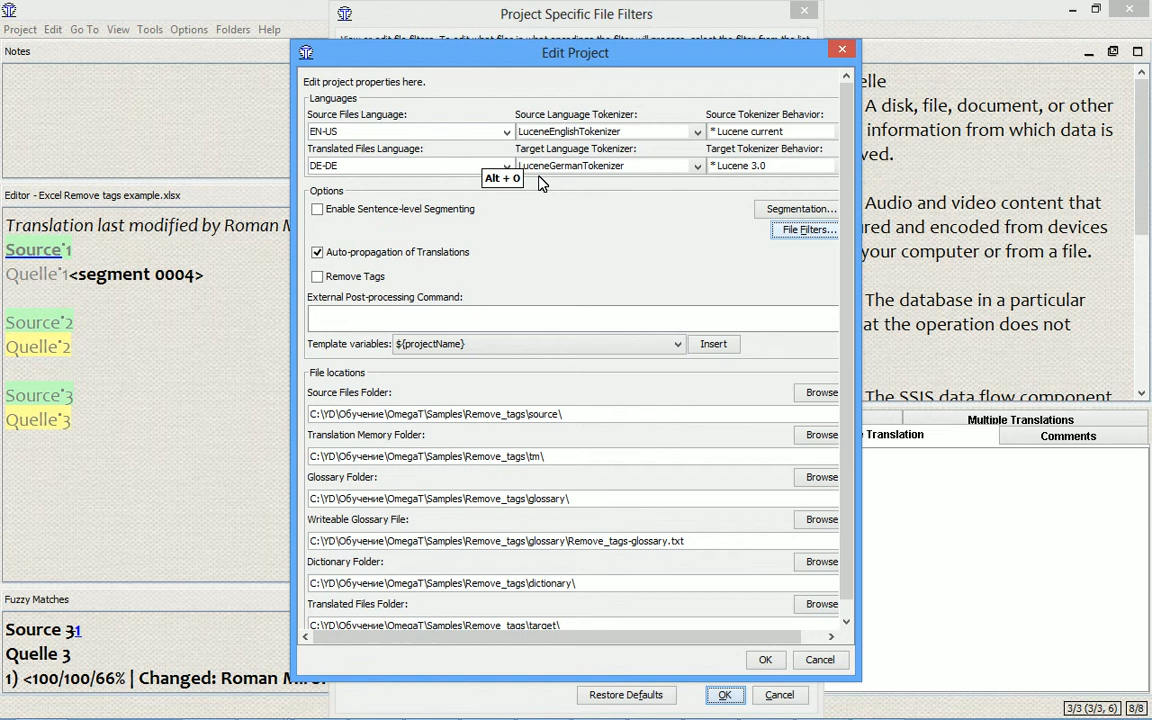 Project Specific File Filters
Project Edit Go To View Tools Options Folders Help
Edit Project
Notes
Edit project properties here.
Languages
Source Files Language:
Source Language Tokenizer:
Source Tokenizer Behavior:
EN-US
LuceneEnglishTokenizer
* Lucene current
Translated Files Language:
Target Language Tokenizer:
Target Tokenizer Behavior:
DE-DE
LuceneGermanTokenizer
* Lucene 3.0
Alt + O
Options
Enable Sentence-level Segmenting
Segmentation...
File Filters...
Auto-propagation of Translations
Remove Tags
External Post-processing Command:
Template variables: ${projectName}
Insert
File locations
Source Files Folder:
Browse
C:\YD\Обучение\OmegaT\Samples\Remove_tags\source\
Translation Memory Folder:
Browse
C:\YD\Обучение\OmegaT\Samples\Remove_tags\tm\
Glossary Folder:
Browse
C:\YD\Обучение\OmegaT\Samples\Remove_tags\glossary\
Writeable Glossary File:
Browse
C:\YD\Обучение\OmegaT\Samples\Remove_tags\glossary\Remove_tags-glossary.txt
Dictionary Folder:
Browse
C:\YD\Обучение\OmegaT\Samples\Remove_tags\dictionary\
Translated Files Folder:
Browse
C:\YD\Обучение\OmegaT\Samples\Remove_tags\target\
OK
Cancel
Restore Defaults
OK
Cancel
Editor - Excel Remove tags example.xlsx
Translation last modified by Roman M
Source 1
Quelle 1<segment 0004>
Source 2
Quelle 2
Source 3
Quelle 3
Fuzzy Matches
Source 31
Quelle 3
1) <100/100/66% | Changed: Roman
elle
A disk, file, document, or other
information from which data is
ved.
Audio and video content that
red and encoded from devices
your computer or from a file.
The database in a particular
at the operation does not
The SSIS data flow component
Multiple Translations
Translation
Comments
3/3 (3/3, 6)
8/8